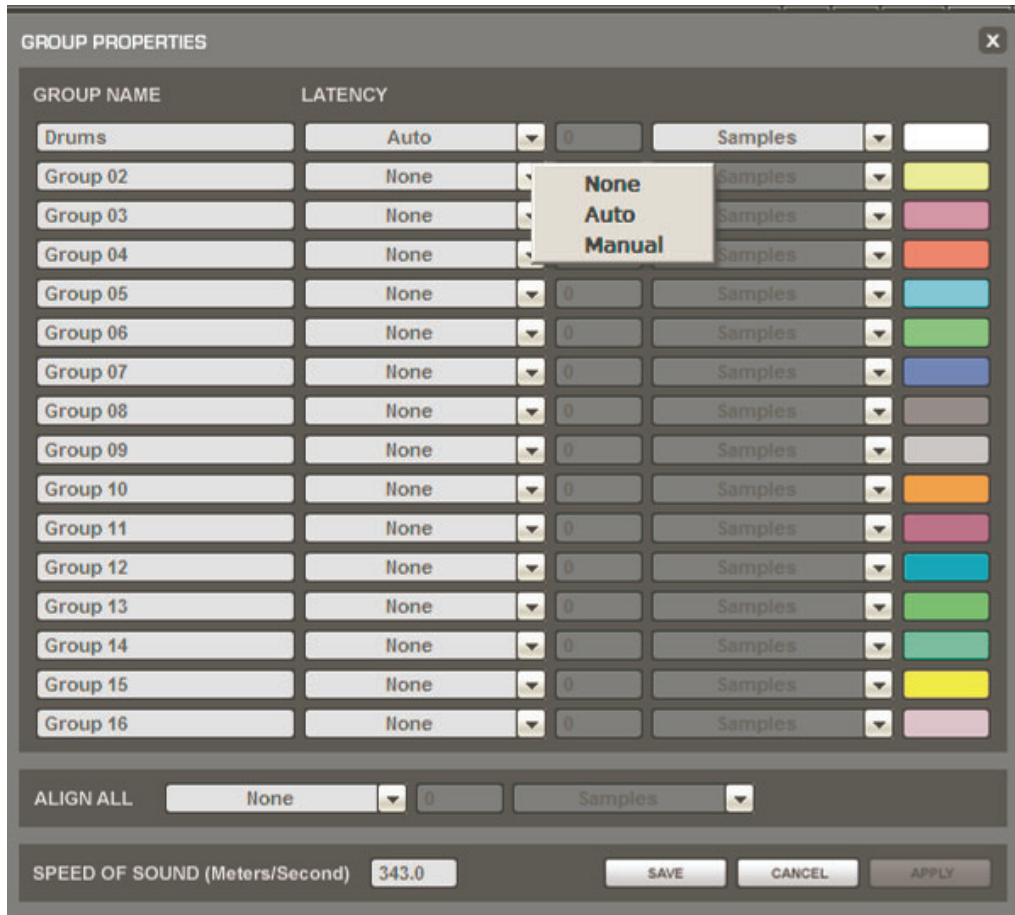 GROUP PROPERTIES X
GROUP NAME LATENCY
Drums Auto 0 Samples
Group 02 None None Samples
Group 03 None Auto Samples
Group 04 None Manual Samples
Group 05 None 0 Samples
Group 06 None 0 Samples
Group 07 None 0 Samples
Group 08 None 0 Samples
Group 09 None 0 Samples
Group 10 None 0 Samples
Group 11 None 0 Samples
Group 12 None 0 Samples
Group 13 None 0 Samples
Group 14 None 0 Samples
Group 15 None 0 Samples
Group 16 None 0 Samples
ALIGN ALL None 0 Samples
SPEED OF SOUND (Meters/Second) 343.0 SAVE CANCEL APPLY